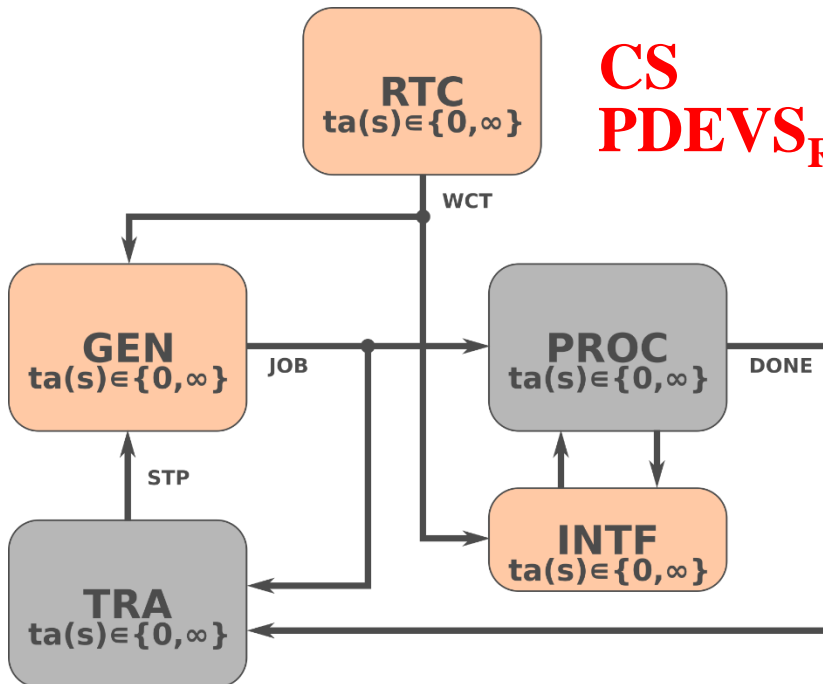 RTC
ta(s)∈{0,∞}
CS
PDEVS_R
WCT
GEN
ta(s)∈{0,∞}
JOB
PROC
ta(s)∈{0,∞}
DONE
STP
INTF
ta(s)∈{0,∞}
TRA
ta(s)∈{0,∞}